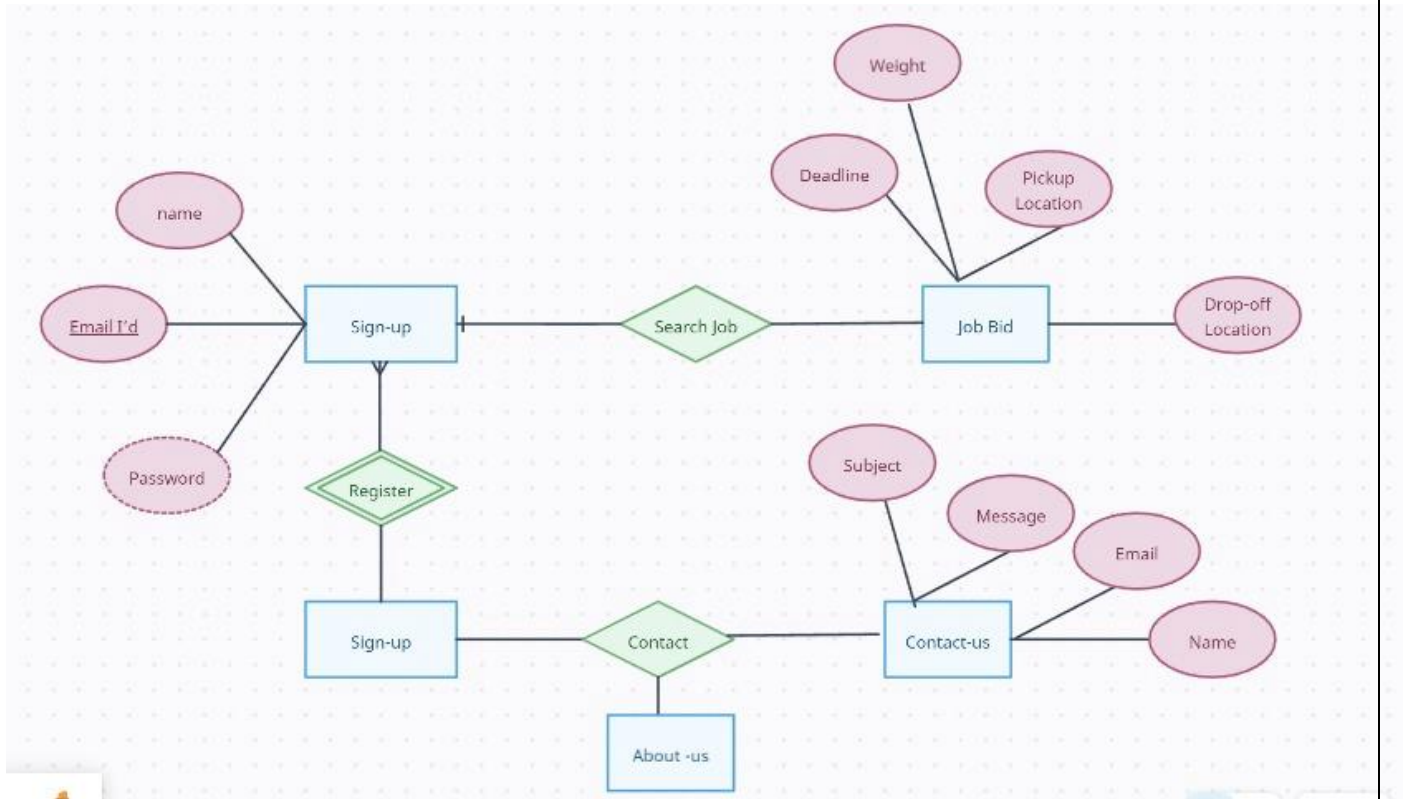 Weight
Deadline
Pickup
Location
name
Email I'd
Sign-up
Search Job
Job Bid
Drop-off
Location
Password
Register
Subject
Message
Email
Sign-up
Contact
Contact-us
Name
About -us